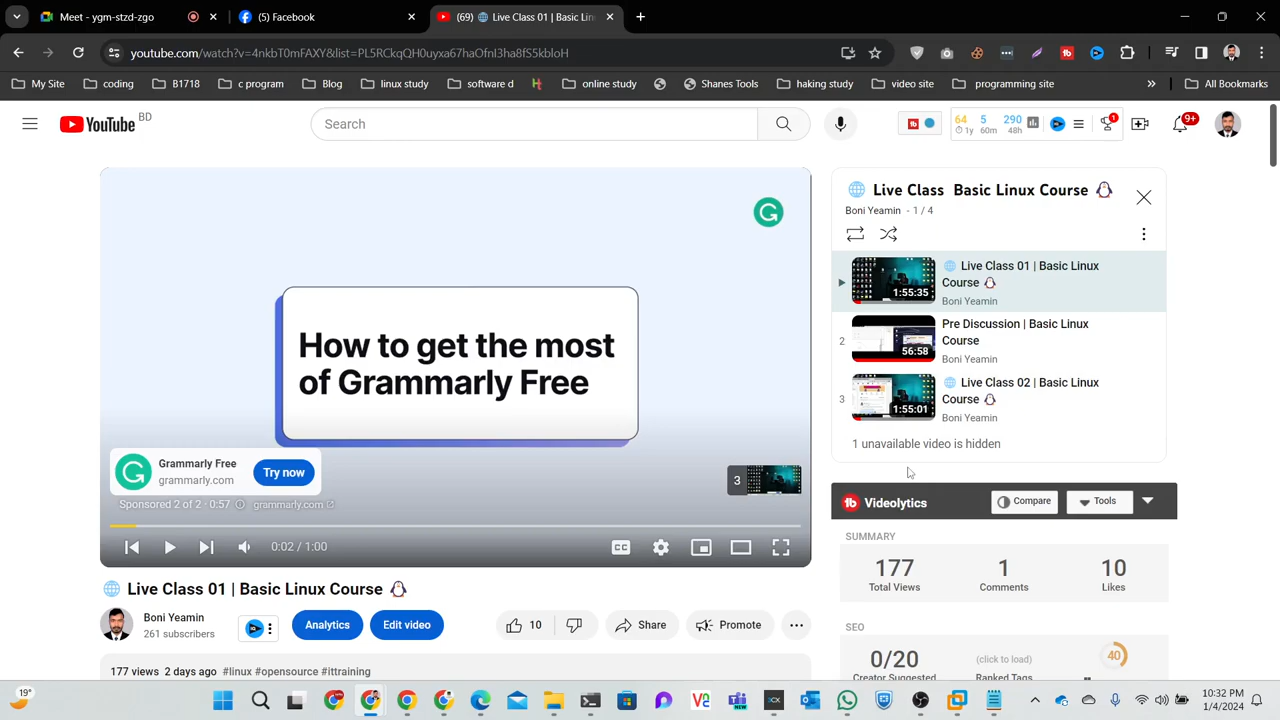 Meet - ygm-stzd-zgo
(5) Facebook
(69) 🌐 Live Class 01 | Basic Lin
youtube.com/watch?v=4nkbT0mFAXY&list=PL5RCkgQH0uyxa67haOfnI3ha8fS5kbIoH
My Site
coding
B1718
c program
Blog
linux study
software d
online study
Shanes Tools
haking study
video site
programming site
»
All Bookmarks
YouTube BD
Search
64 5 290
1y 60m 48h
1
9+
How to get the most
of Grammarly Free
Grammarly Free
grammarly.com
Try now
Sponsored 2 of 2 · 0:57
grammarly.com
3
0:02 / 1:00
CC
🌐 Live Class 01 | Basic Linux Course 🐧
Boni Yeamin
261 subscribers
Analytics
Edit video
10
Share
Promote
177 views 2 days ago #linux #opensource #ittraining
🌐 Live Class Basic Linux Course 🐧
Boni Yeamin - 1 / 4
1:55:35
🌐 Live Class 01 | Basic Linux
Course 🐧
Boni Yeamin
2
56:58
Pre Discussion | Basic Linux
Course
Boni Yeamin
3
1:55:01
🌐 Live Class 02 | Basic Linux
Course 🐧
Boni Yeamin
1 unavailable video is hidden
tb Videolytics
Compare
Tools
SUMMARY
177 1 10
Total Views Comments Likes
SEO
0/20 (click to load) 40
Creator Suggested Ranked Tags
19°
10:32 PM
1/4/2024